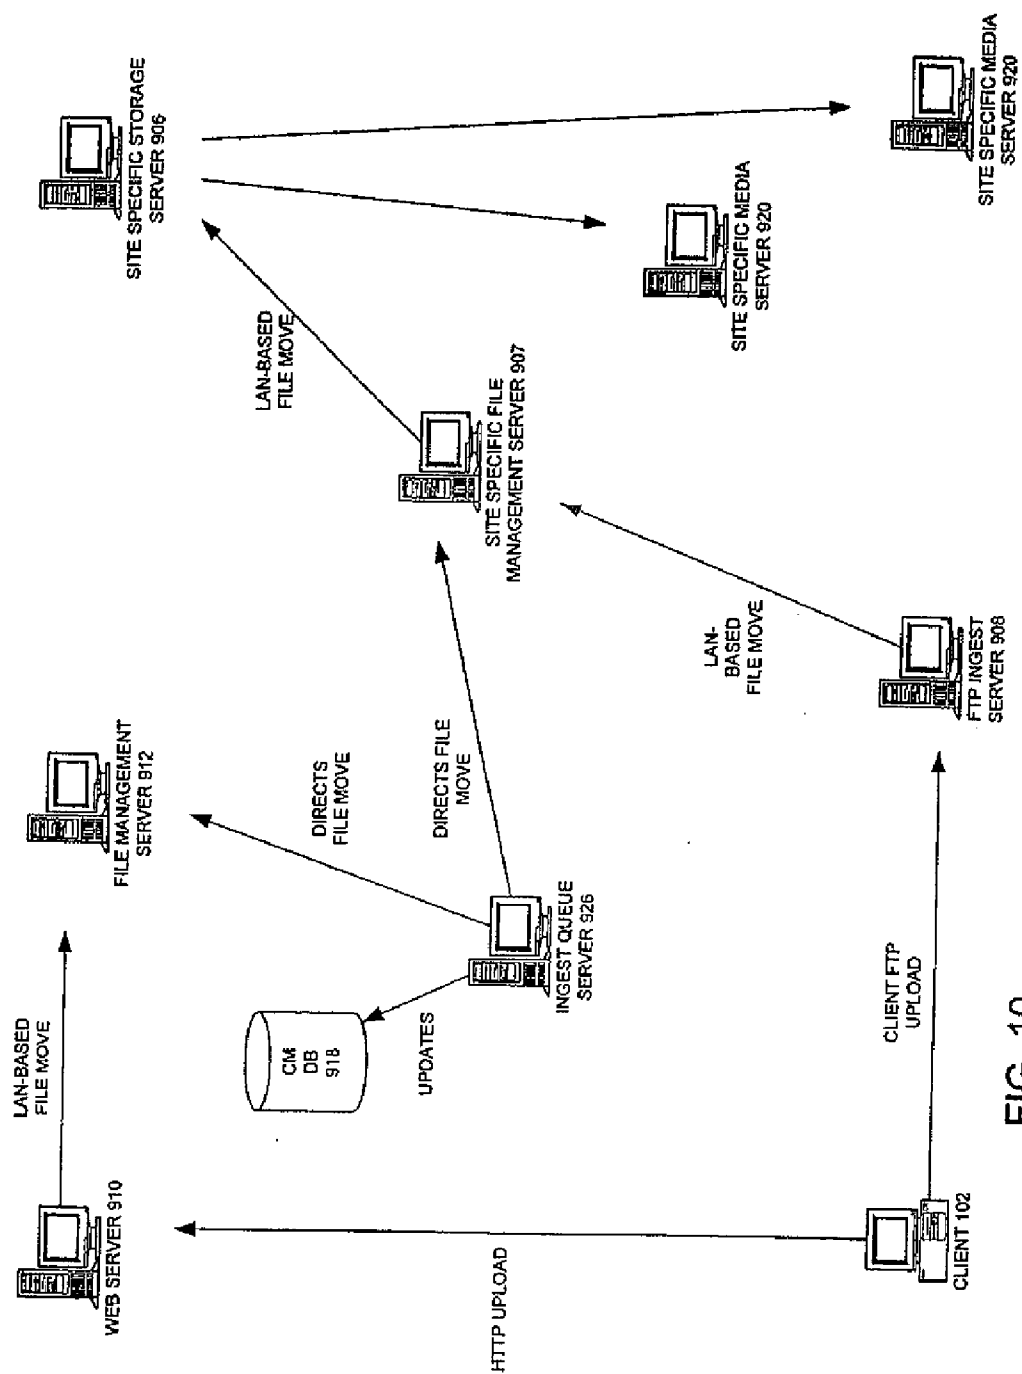 LAN-BASED
FILE MOVE
WEB SERVER 910
FILE MANAGEMENT
SERVER 912
SITE SPECIFIC STORAGE
SERVER 906
LAN-BASED
FILE MOVE
CM
DB
918
DIRECTS
FILE MOVE
UPDATES
DIRECTS FILE
MOVE
HTTP UPLOAD
INGEST QUEUE
SERVER 926
SITE SPECIFIC FILE
MANAGEMENT SERVER 907
LAN-
BASED
FILE MOVE
SITE SPECIFIC MEDIA
SERVER 920
CLIENT FTP
UPLOAD
CLIENT 102
FTP INGEST
SERVER 908
SITE SPECIFIC MEDIA
SERVER 920
FIG. 10